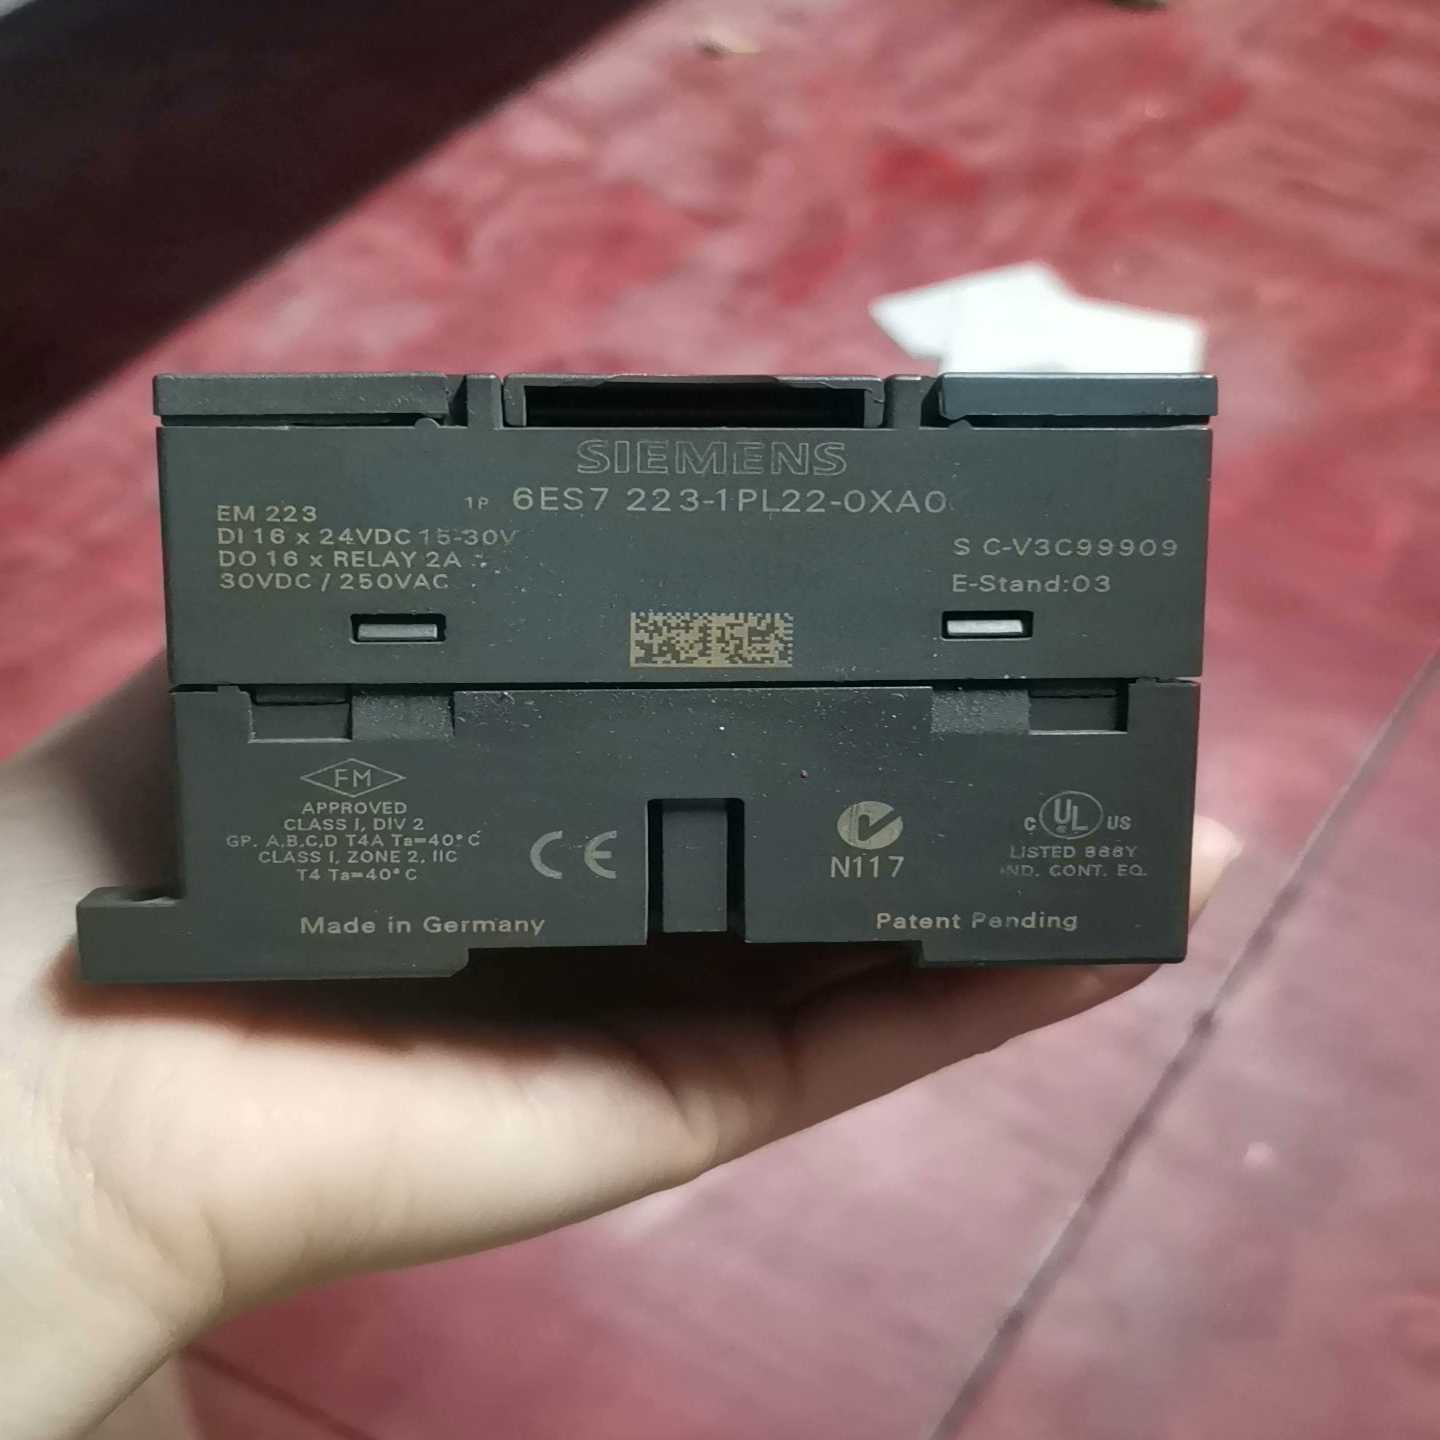 SIEMENS
1P 6ES7 223-1PL22-0XA0
EM 223
DI 16 x 24VDC 15-30V
DO 16 x RELAY 2A
30VDC / 250VAC
S C-V3C99909
E-Stand:03
FM
APPROVED
CLASS I, DIV 2
GP. A,B,C,D T4A Ta=40°C
CLASS I, ZONE 2, IIC
T4 Ta=40°C
CE
N117
C UL US
LISTED
IND. CONT. EQ.
Made in Germany
Patent Pending